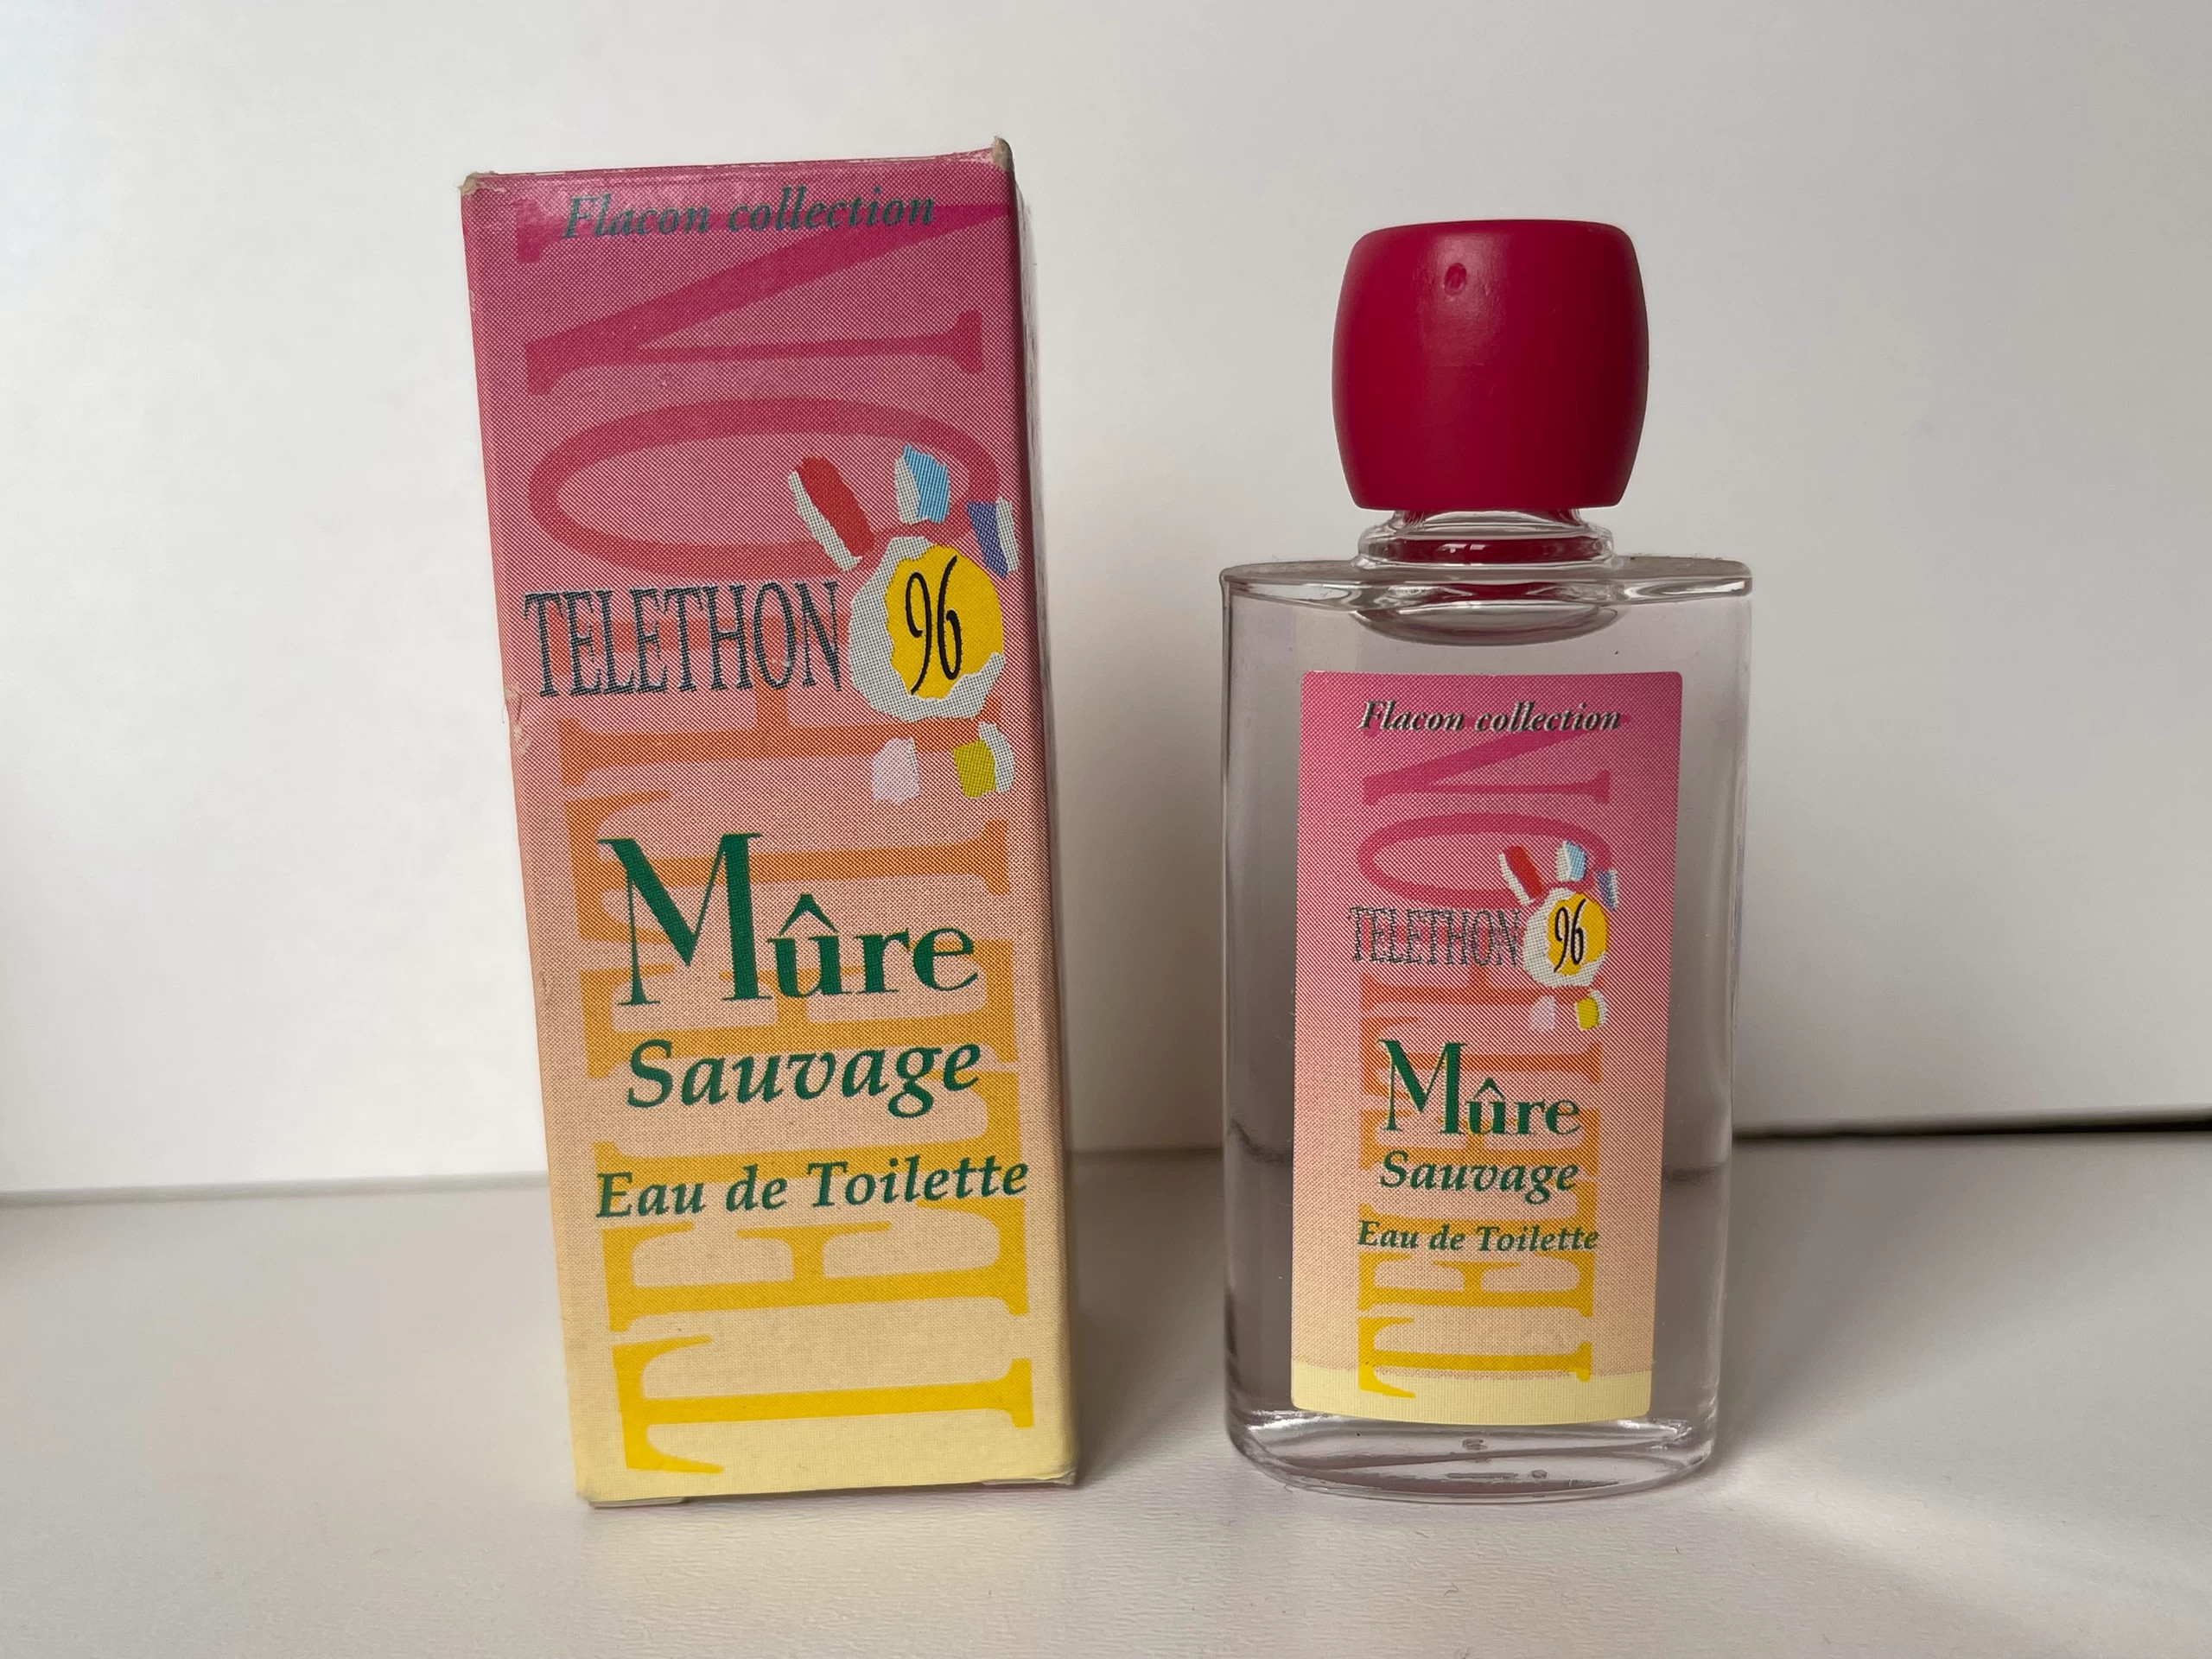 Flacon collection
TELETHON
TELETHON 96
Mûre
Sauvage
Eau de Toilette
Flacon collection
TELETHON
TELETHON 96
Mûre
Sauvage
Eau de Toilette